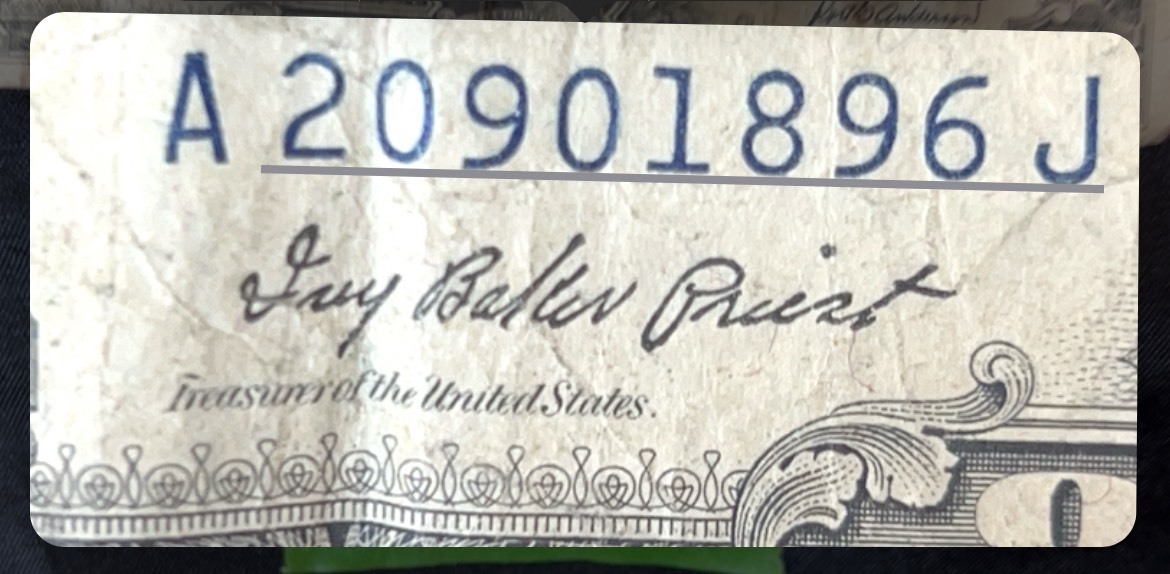 A 20901896 J
Ivy Baker Priest
Treasurer of the United States.